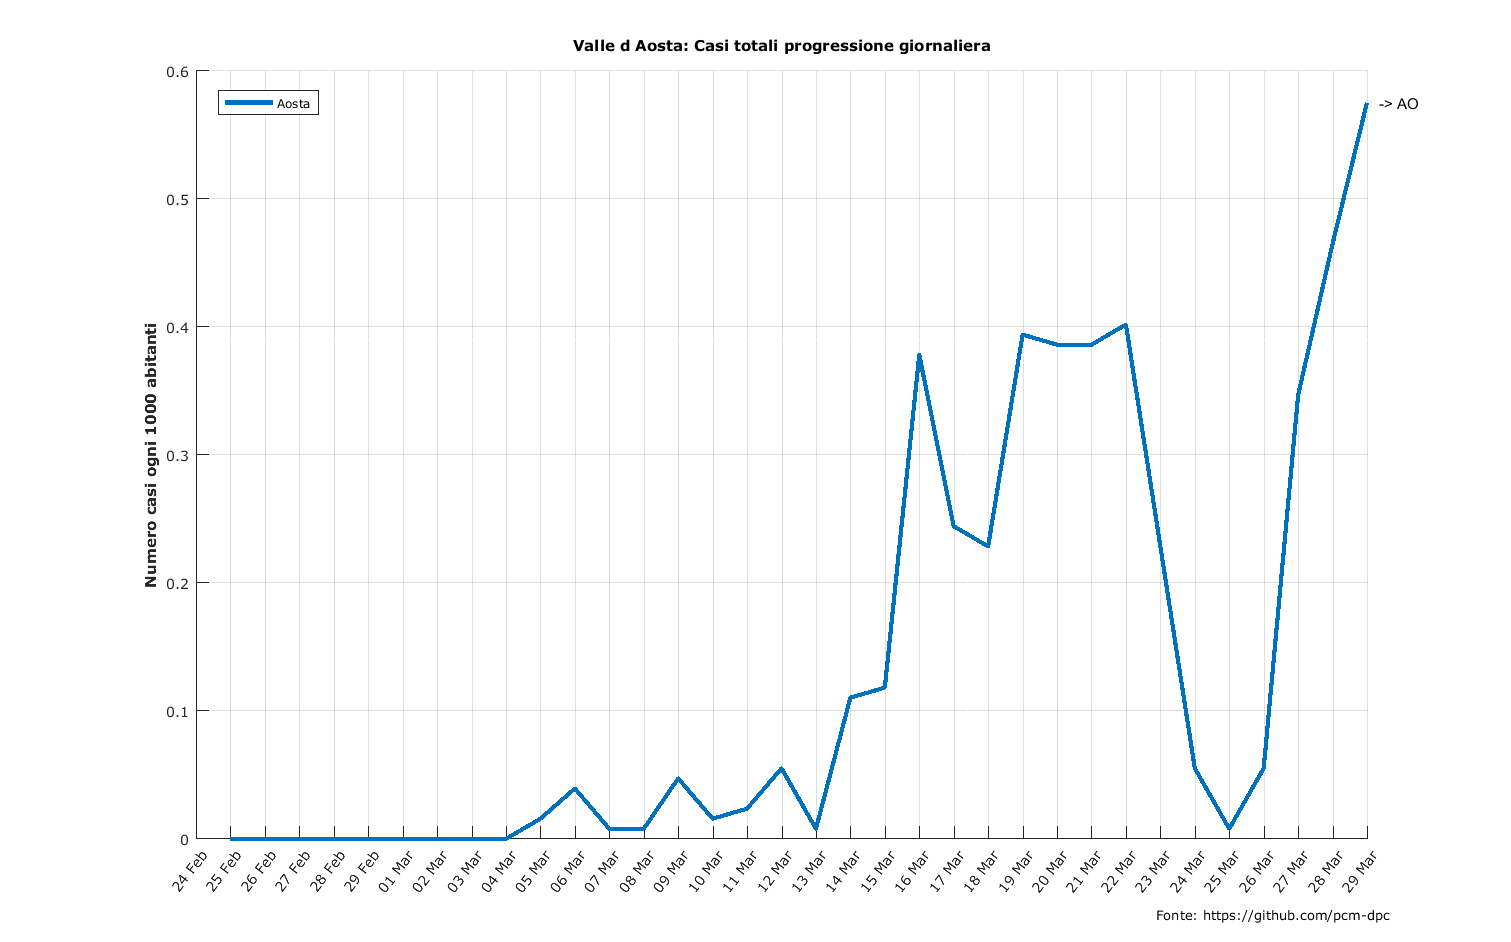 Valle d Aosta: Casi totali progressione giornaliera
0.6
0.5
0.4
0.3
0.2
0.1
0
Numero casi ogni 1000 abitanti
Aosta
-> AO
24 Feb
25 Feb
26 Feb
27 Feb
28 Feb
29 Feb
01 Mar
02 Mar
03 Mar
04 Mar
05 Mar
06 Mar
07 Mar
08 Mar
09 Mar
10 Mar
11 Mar
12 Mar
13 Mar
14 Mar
15 Mar
16 Mar
17 Mar
18 Mar
19 Mar
20 Mar
21 Mar
22 Mar
23 Mar
24 Mar
25 Mar
26 Mar
27 Mar
28 Mar
29 Mar
Fonte: https://github.com/pcm-dpc